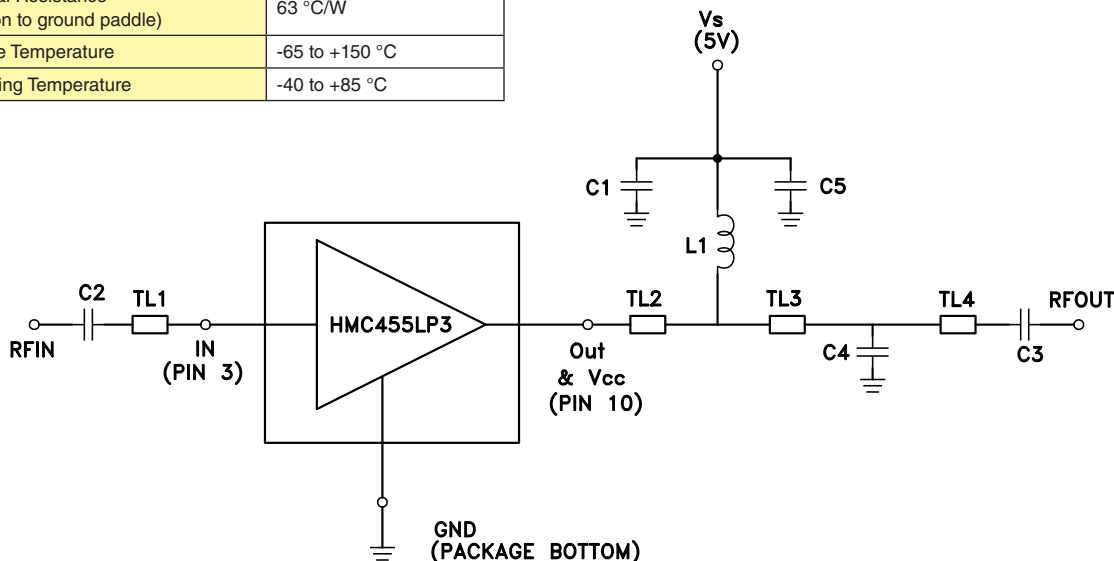 63 °C/W
n to ground paddle)
e Temperature -65 to +150 °C
ing Temperature -40 to +85 °C
Vs
(5V)
C1
C5
L1
C2
TL1
TL2
TL3
TL4
RFOUT
HMC455LP3
RFIN
IN
(PIN 3)
Out
& Vcc
(PIN 10)
C4
C3
GND
(PACKAGE BOTTOM)